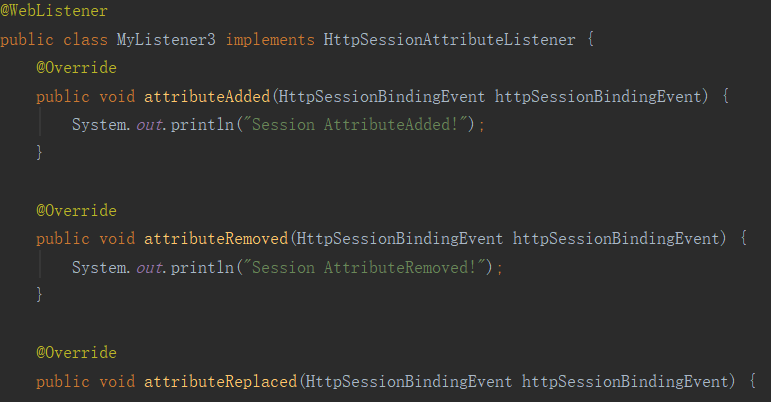 @WebListener
public class MyListener3 implements HttpSessionAttributeListener {
@Override
public void attributeAdded(HttpSessionBindingEvent httpSessionBindingEvent) {
System.out.println("Session AttributeAdded!");
}
@Override
public void attributeRemoved(HttpSessionBindingEvent httpSessionBindingEvent) {
System.out.println("Session AttributeRemoved!");
}
@Override
public void attributeReplaced(HttpSessionBindingEvent httpSessionBindingEvent) {